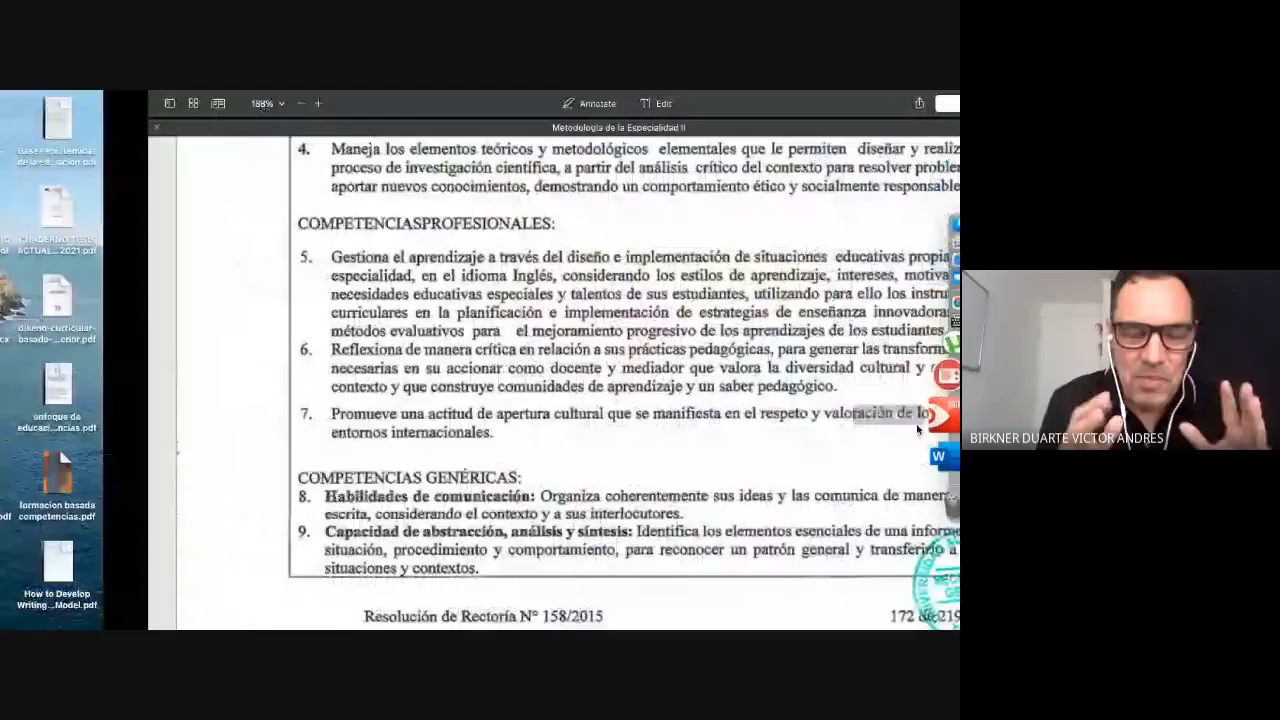 188%
Annotate
Edit
Metodología de la Especialidad II
4. Maneja los elementos teóricos y metodológicos elementales que le permiten diseñar y realiz
proceso de investigación científica, a partir del análisis crítico del contexto para resolver proble
aportar nuevos conocimientos, demostrando un comportamiento ético y socialmente responsable
COMPETENCIASPROFESIONALES:
5. Gestiona el aprendizaje a través del diseño e implementación de situaciones educativas propia
especialidad, en el idioma Inglés, considerando los estilos de aprendizaje, intereses, motiva
necesidades educativas especiales y talentos de sus estudiantes, utilizando para ello los instru
curriculares en la planificación e implementación de estrategias de enseñanza innovadora
métodos evaluativos para el mejoramiento progresivo de los aprendizajes de los estudiantes
6. Reflexiona de manera crítica en relación a sus prácticas pedagógicas, para generar las transform
necesarias en su accionar como docente y mediador que valora la diversidad cultural y
contexto y que construye comunidades de aprendizaje y un saber pedagógico.
7. Promueve una actitud de apertura cultural que se manifiesta en el respeto y valoración de lo
entornos internacionales.
COMPETENCIAS GENÉRICAS:
8. Habilidades de comunicación: Organiza coherentemente sus ideas y las comunica de maner
escrita, considerando el contexto y a sus interlocutores.
9. Capacidad de abstracción, análisis y síntesis: Identifica los elementos esenciales de una inform
situación, procedimiento y comportamiento, para reconocer un patrón general y transferirlo a
situaciones y contextos.
Resolución de Rectoría N° 158/2015
172 de 219
CUADERNO TESIS
ACTUAL...2021.pdf
diseno-curricular-
basado-...enor.pdf
enfoque de
educaci...ncias.pdf
formacion basada
competencias.pdf
How to Develop
Writing...Model.pdf
W
BIRKNER DUARTE VICTOR ANDRES